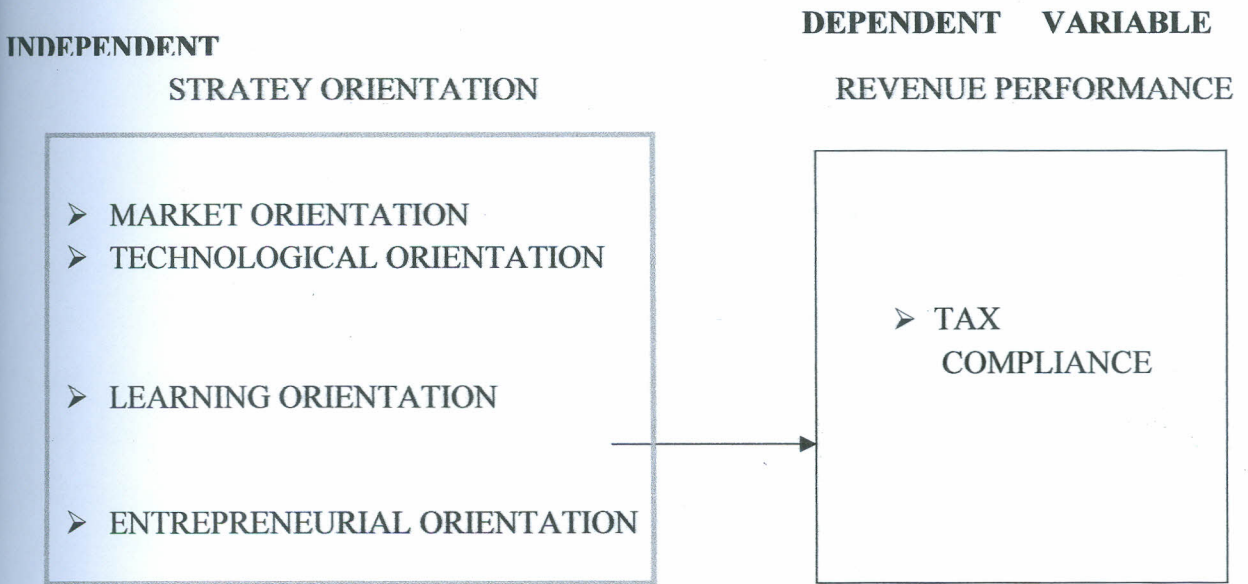 INDEPENDENT
STRATEY ORIENTATION
➢ MARKET ORIENTATION
➢ TECHNOLOGICAL ORIENTATION
➢ LEARNING ORIENTATION
➢ ENTREPRENEURIAL ORIENTATION
DEPENDENT VARIABLE
REVENUE PERFORMANCE
➢ TAX
COMPLIANCE